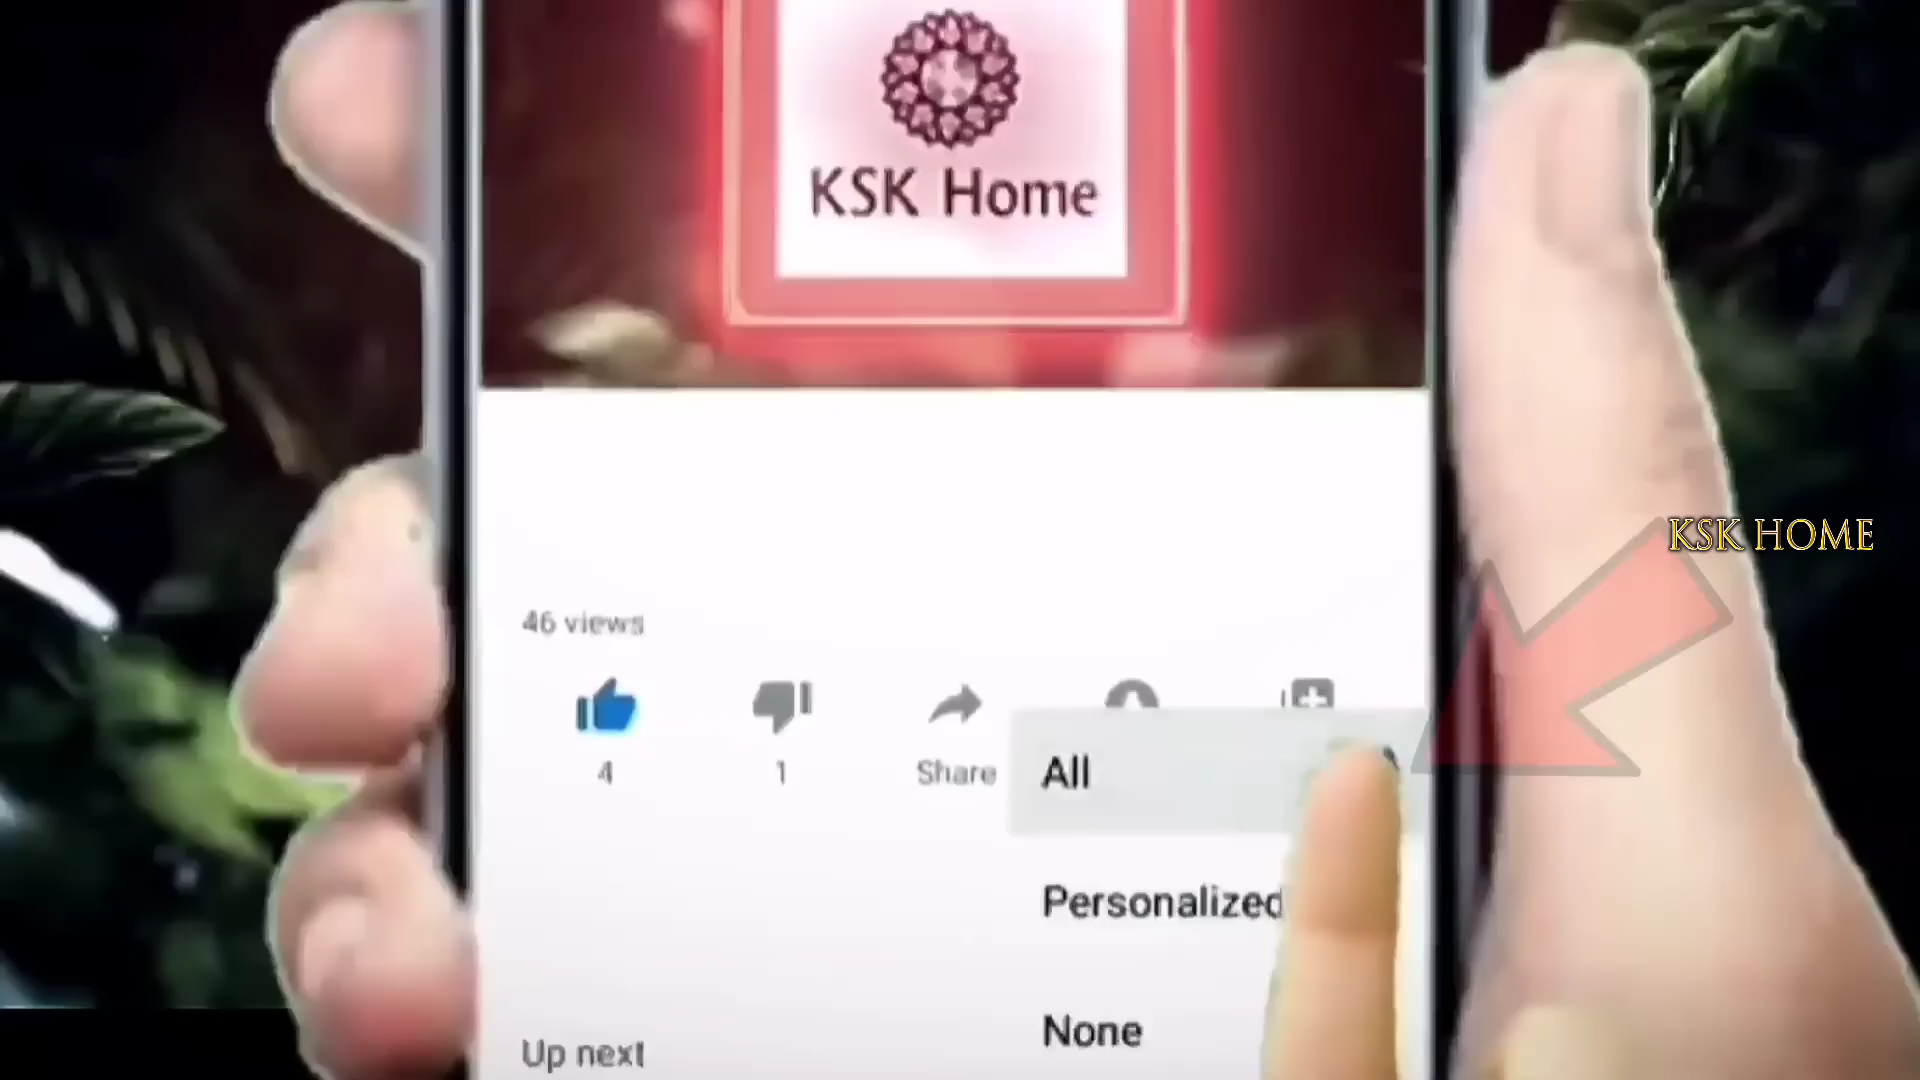 KSK Home
KSK HOME
46 views
4
1
Share
All
Personalized
None
Up next